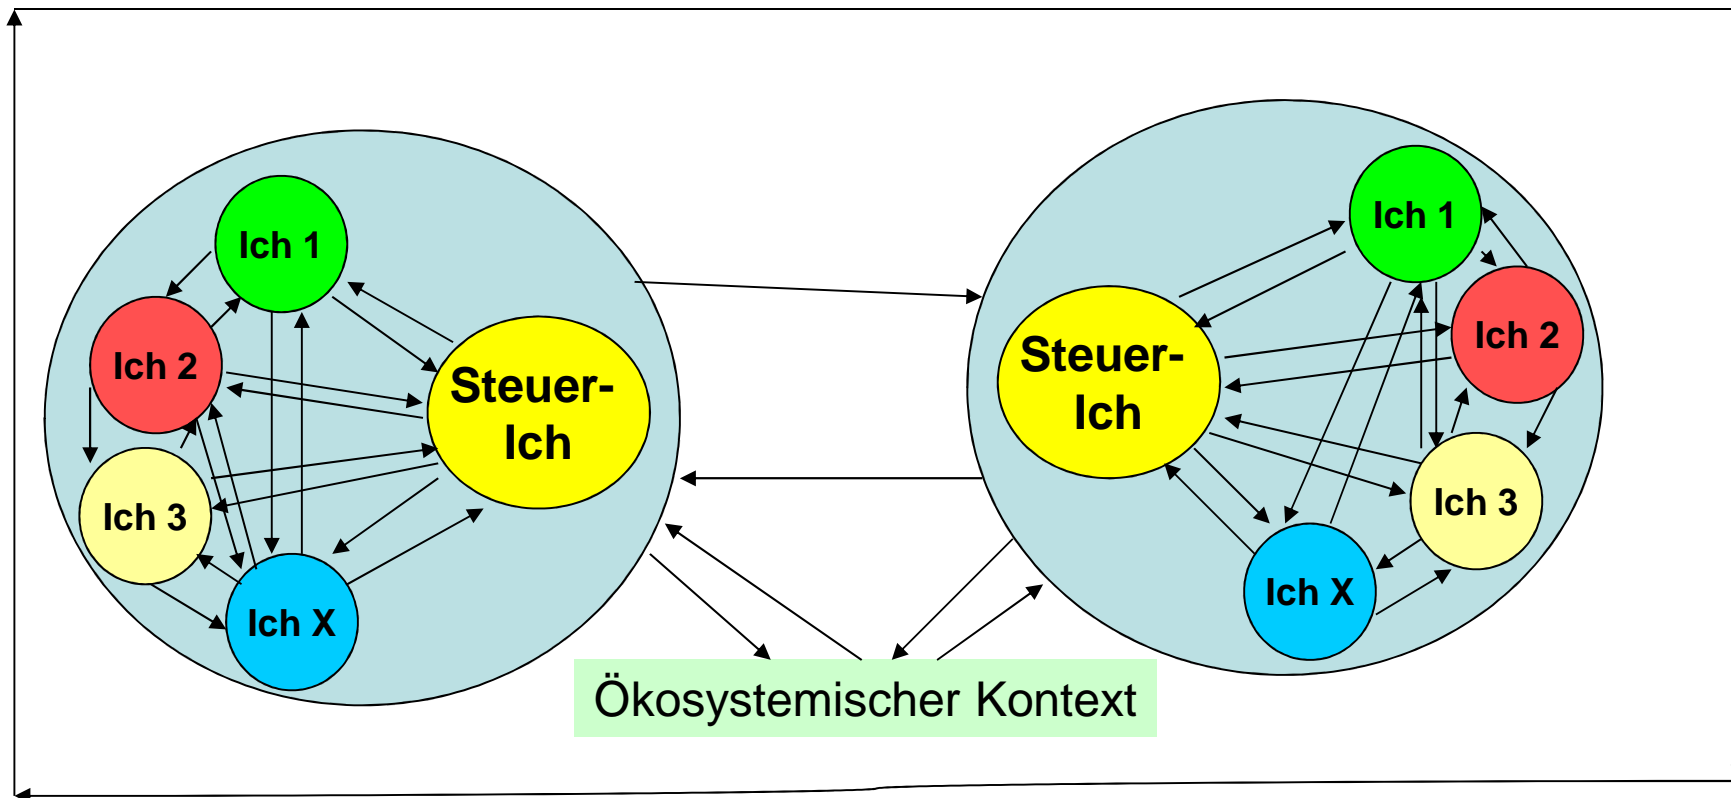 Ich 1
Ich 2
Steuer-
Ich
Ich 3
Ich X
Ich 1
Ich 2
Steuer-
Ich
Ich 3
Ich X
Ökosystemischer Kontext